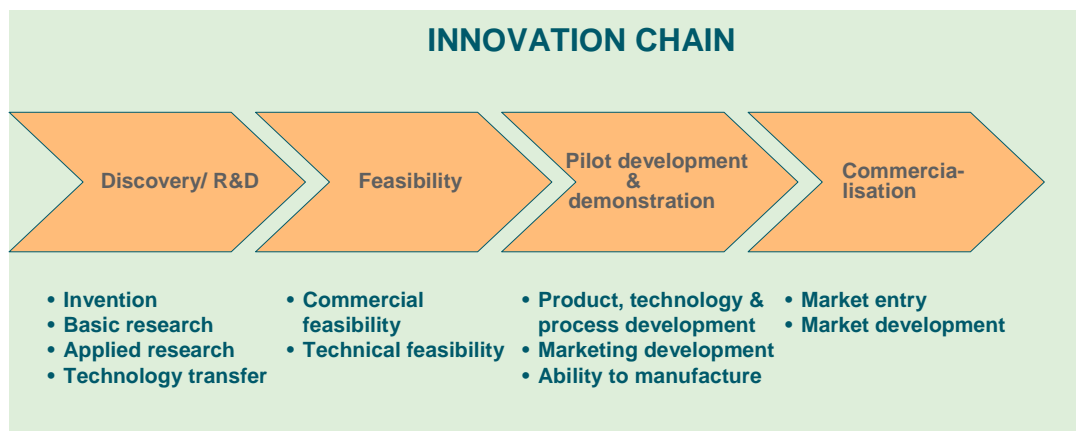 INNOVATION CHAIN
Discovery/ R&D
Feasibility
Pilot development
&
demonstration
Commercia-
lisation
• Invention
• Basic research
• Applied research
• Technology transfer
• Commercial
feasibility
• Technical feasibility
• Product, technology &
process development
• Marketing development
• Ability to manufacture
• Market entry
• Market development